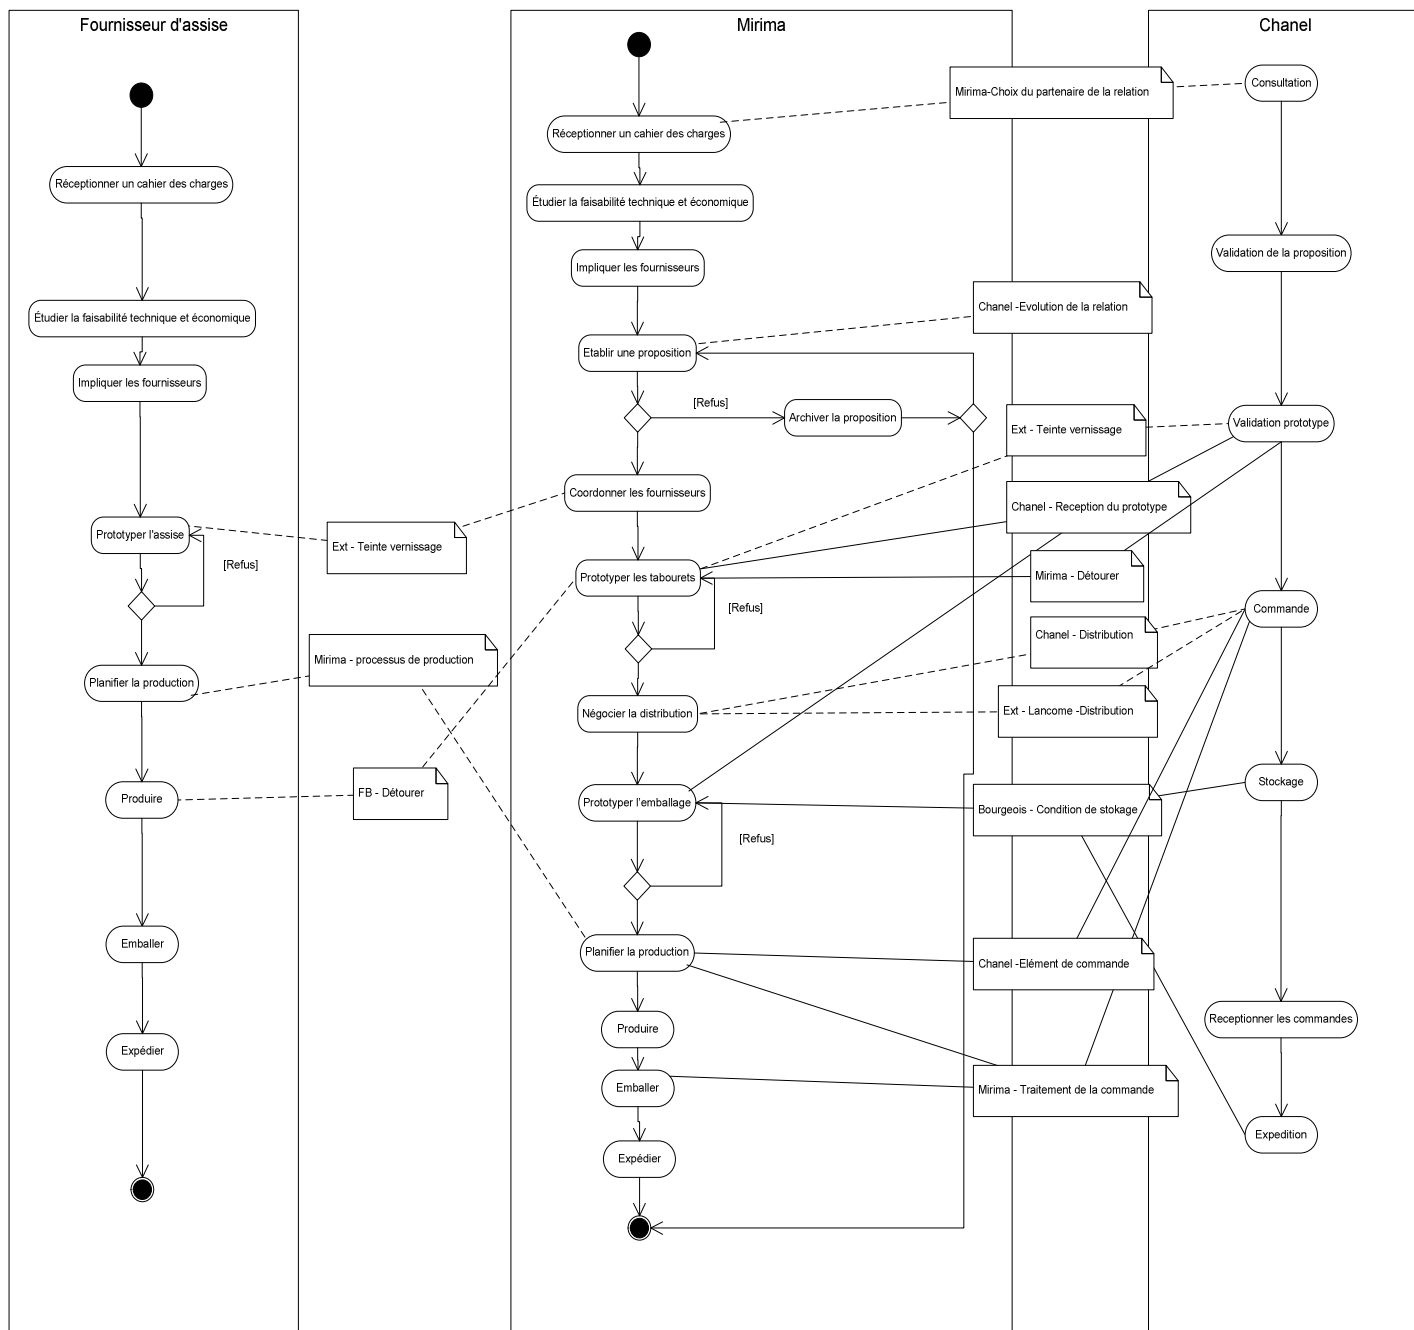 Fournisseur d'assise
Mirima
Chanel
Consultation
Mirima-Choix du partenaire de la relation
Réceptionner un cahier des charges
Réceptionner un cahier des charges
Étudier la faisabilité technique et économique
Validation de la proposition
Impliquer les fournisseurs
Chanel -Evolution de la relation
Étudier la faisabilité technique et économique
Etablir une proposition
Impliquer les fournisseurs
[Refus]
Archiver la proposition
Ext - Teinte vernissage
Validation prototype
Coordonner les fournisseurs
Chanel - Reception du prototype
Prototyper l'assise
Ext - Teinte vernissage
[Refus]
Prototyper les tabourets
Mirima - Détourer
[Refus]
Commande
Chanel - Distribution
Mirima - processus de production
Planifier la production
Négocier la distribution
Ext - Lancome -Distribution
Stockage
FB - Détourer
Produire
Prototyper l'emballage
Bourgeois - Condition de stokage
[Refus]
Emballer
Planifier la production
Chanel -Elément de commande
Receptionner les commandes
Produire
Expédier
Emballer
Mirima - Traitement de la commande
Expedition
Expédier